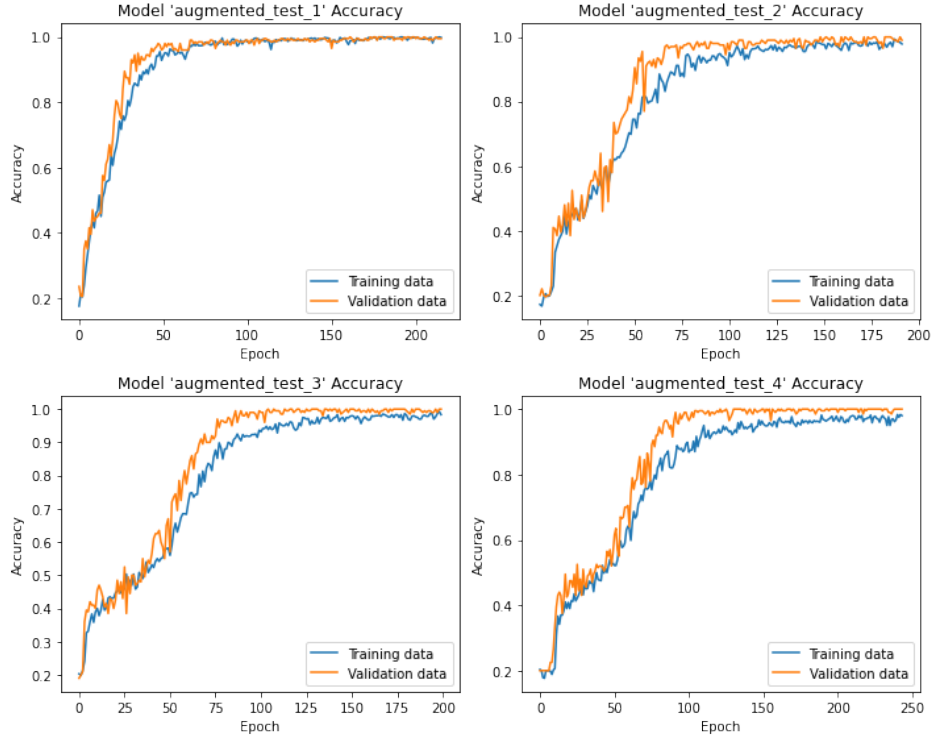 Model 'augmented_test_1' Accuracy
1.0
0.8
0.6
0.4
0.2
Accuracy
Training data
Validation data
0 50 100 150 200
Epoch
Model 'augmented_test_2' Accuracy
1.0
0.8
0.6
0.4
0.2
Accuracy
Training data
Validation data
0 25 50 75 100 125 150 175 200
Epoch
Model 'augmented_test_3' Accuracy
1.0
0.9
0.8
0.7
0.6
0.5
0.4
0.3
0.2
Accuracy
Training data
Validation data
0 25 50 75 100 125 150 175 200
Epoch
Model 'augmented_test_4' Accuracy
1.0
0.8
0.6
0.4
0.2
Accuracy
Training data
Validation data
0 50 100 150 200 250
Epoch